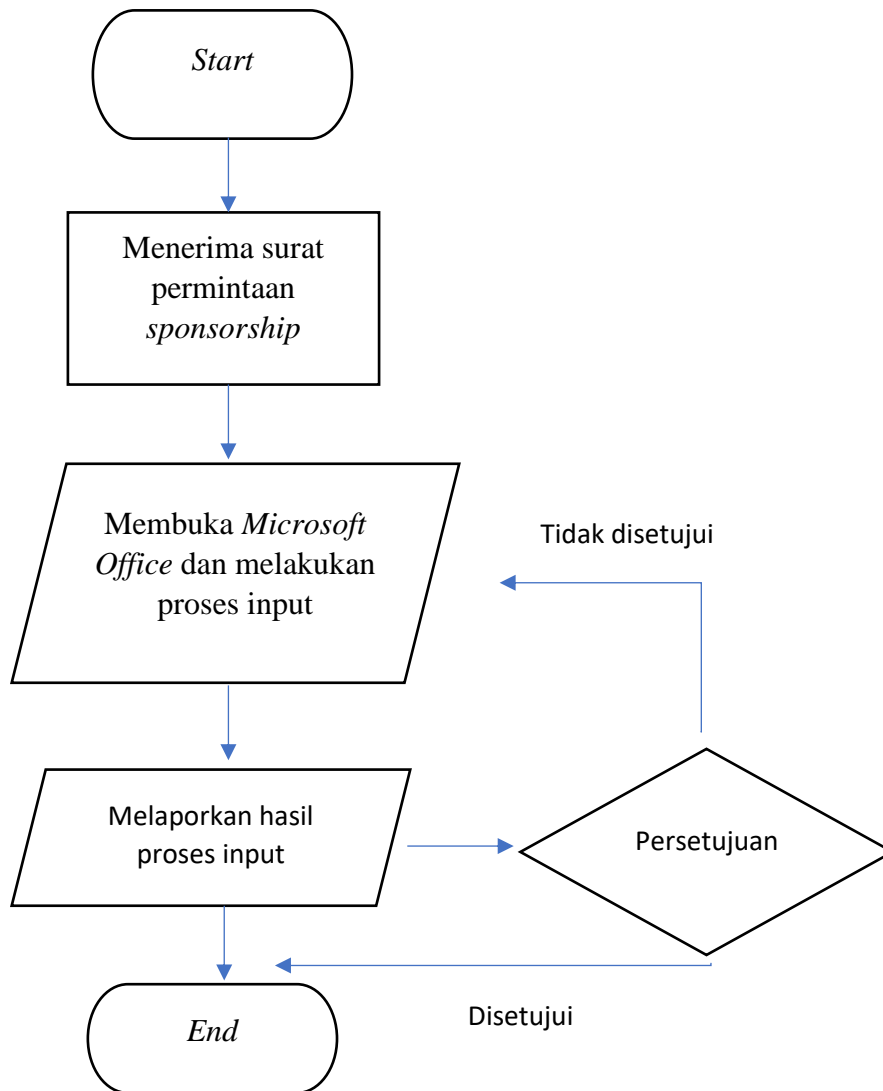 Start
Menerima surat
permintaan
sponsorship
Membuka Microsoft
Office dan melakukan
proses input
Tidak disetujui
Melaporkan hasil
proses input
Persetujuan
Disetujui
End